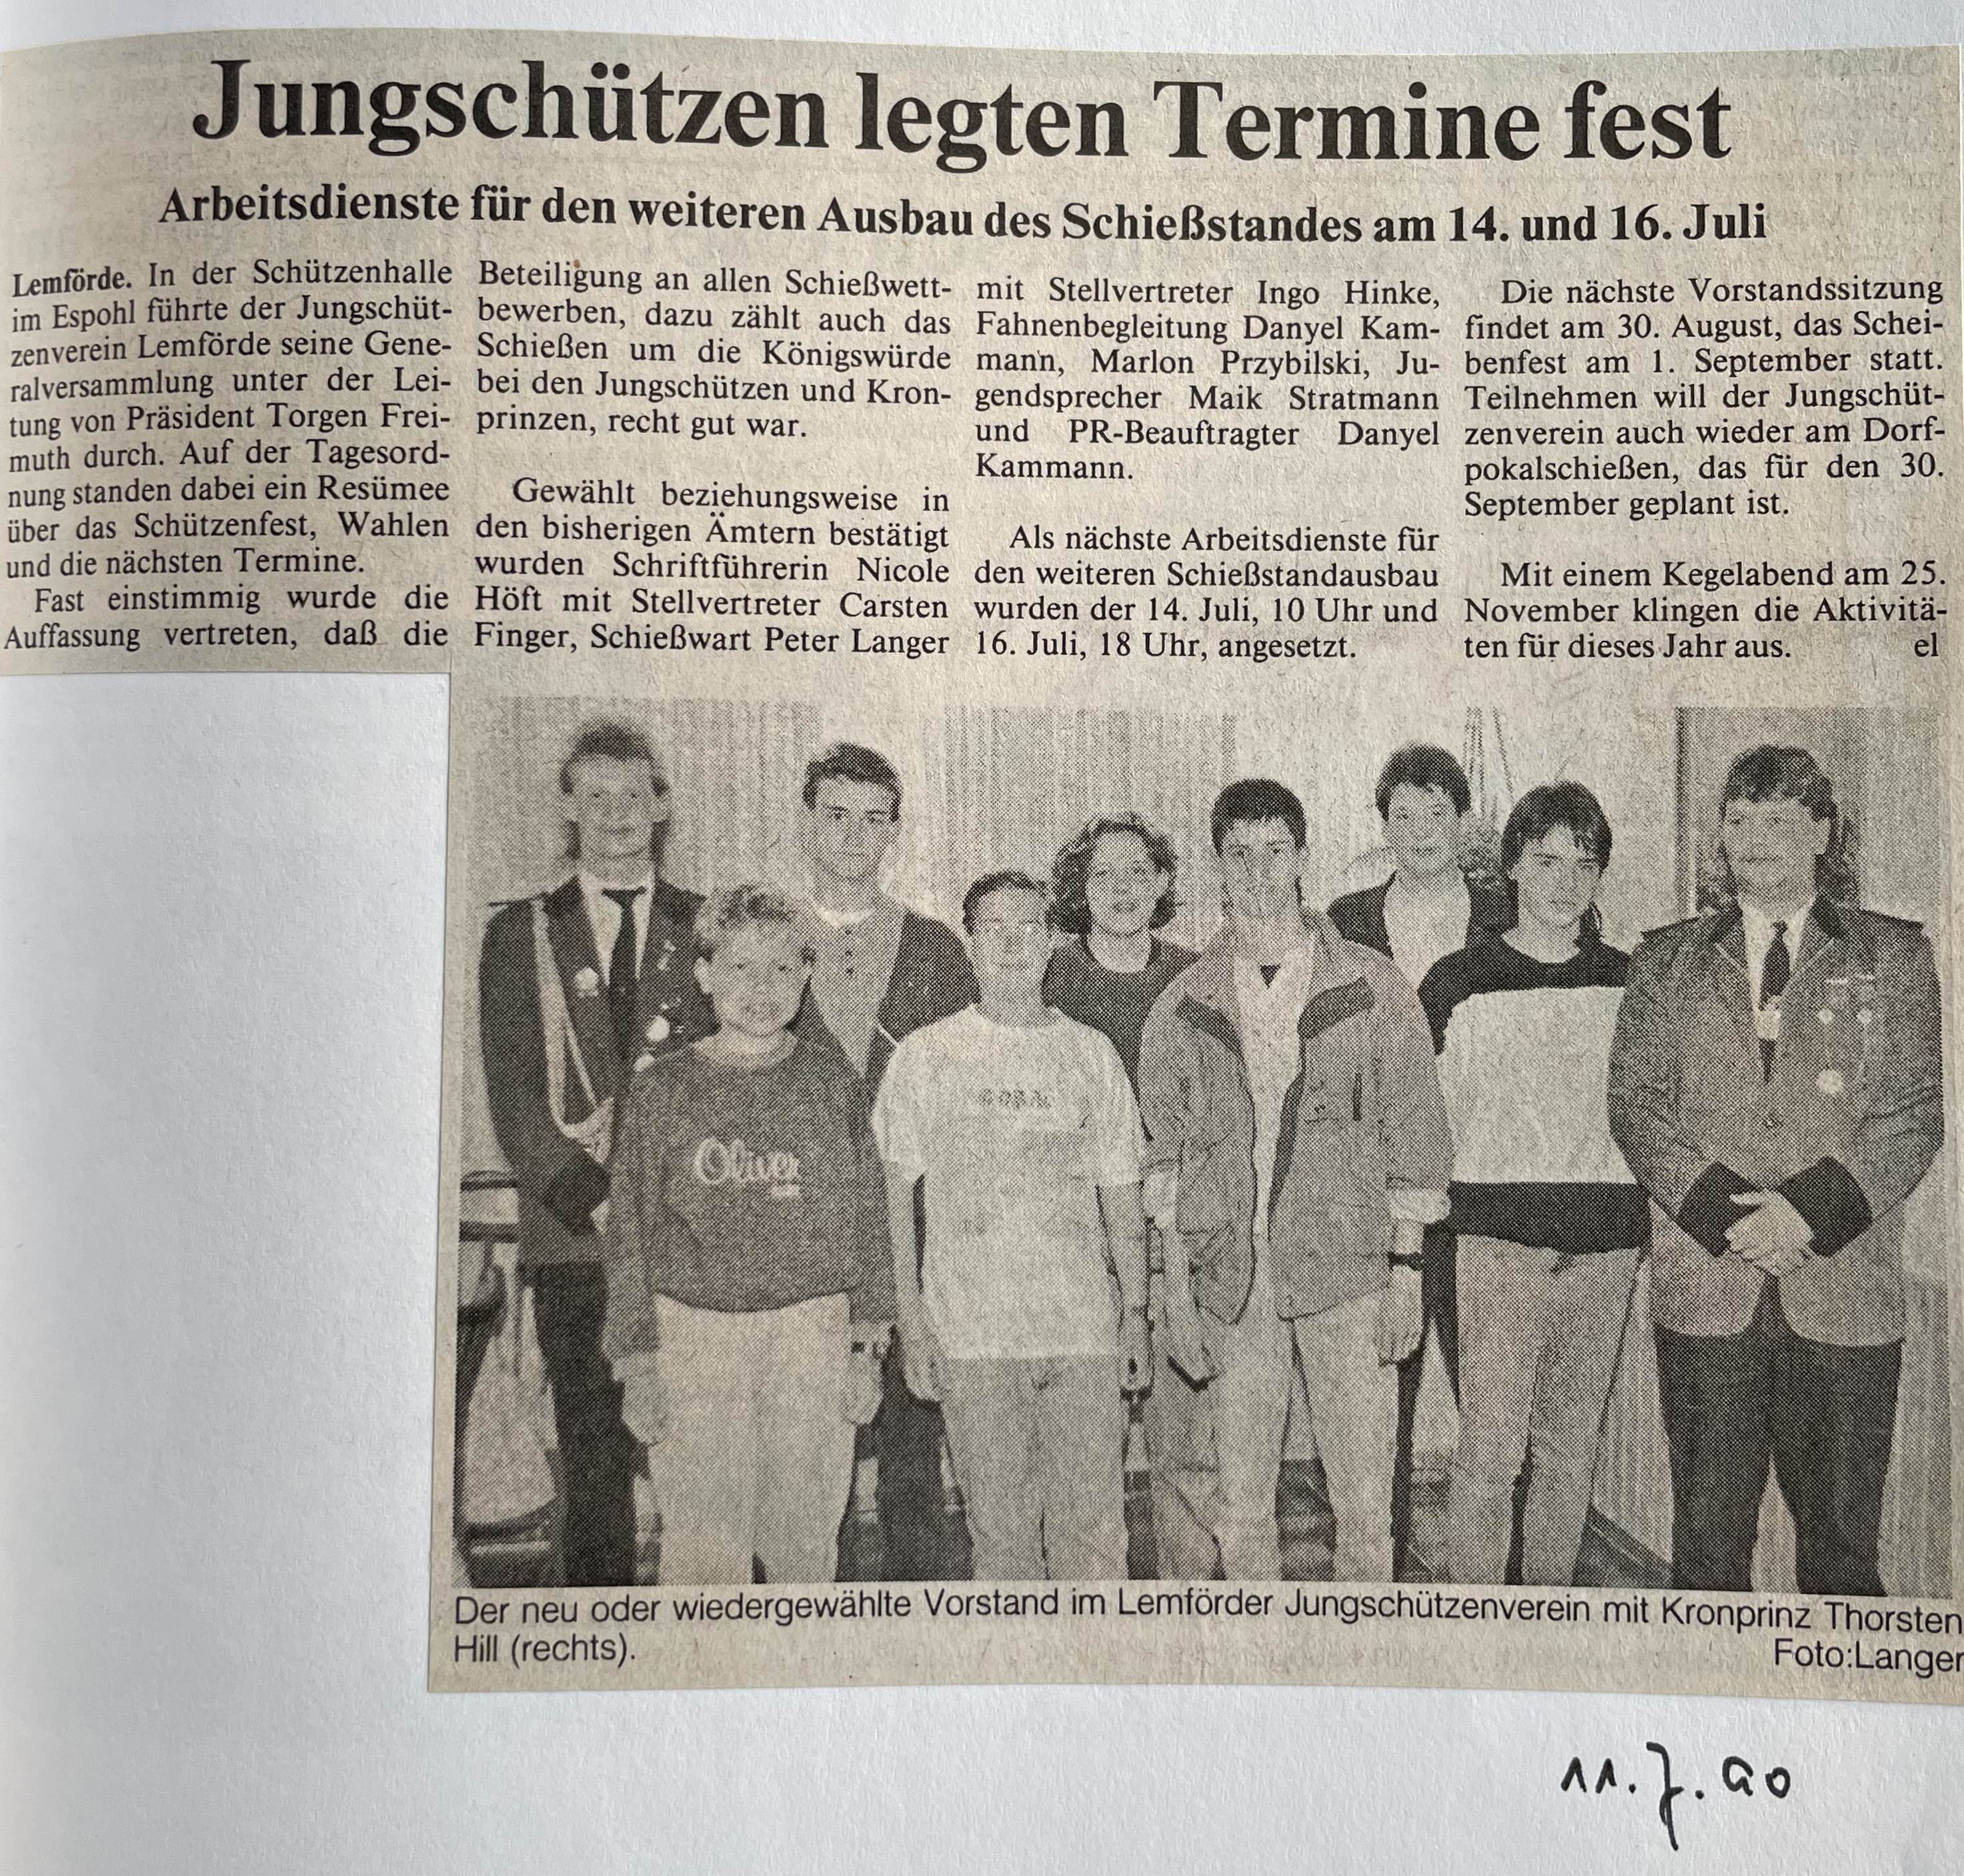 Jungschützen legten Termine fest
Arbeitsdienste für den weiteren Ausbau des Schießstandes am 14. und 16. Juli
Lemförde. In der Schützenhalle
im Espohl führte der Jungschüt-
zenverein Lemförde seine Gene-
ralversammlung unter der Lei-
tung von Präsident Torgen Frei-
muth durch. Auf der Tagesord-
nung standen dabei ein Resümee
über das Schützenfest, Wahlen
und die nächsten Termine.
Fast einstimmig wurde die
Auffassung vertreten, daß die
Beteiligung an allen Schießwett-
bewerben, dazu zählt auch das
Schießen um die Königswürde
bei den Jungschützen und Kron-
prinzen, recht gut war.
Gewählt beziehungsweise in
den bisherigen Ämtern bestätigt
wurden Schriftführerin Nicole
Höft mit Stellvertreter Carsten
Finger, Schießwart Peter Langer
mit Stellvertreter Ingo Hinke,
Fahnenbegleitung Danyel Kam-
mann, Marlon Przybilski, Ju-
gendsprecher Maik Stratmann
und PR-Beauftragter Danyel
Kammann.
Als nächste Arbeitsdienste für
den weiteren Schießstandausbau
wurden der 14. Juli, 10 Uhr und
16. Juli, 18 Uhr, angesetzt.
Die nächste Vorstandssitzung
findet am 30. August, das Schei-
benfest am 1. September statt.
Teilnehmen will der Jungschüt-
zenverein auch wieder am Dorf-
pokalschießen, das für den 30.
September geplant ist.
Mit einem Kegelabend am 25.
November klingen die Aktivitä-
ten für dieses Jahr aus. el
Oliver
Der neu oder wiedergewählte Vorstand im Lemförder Jungschützenverein mit Kronprinz Thorsten
Hill (rechts). Foto:Langer
11.7.90